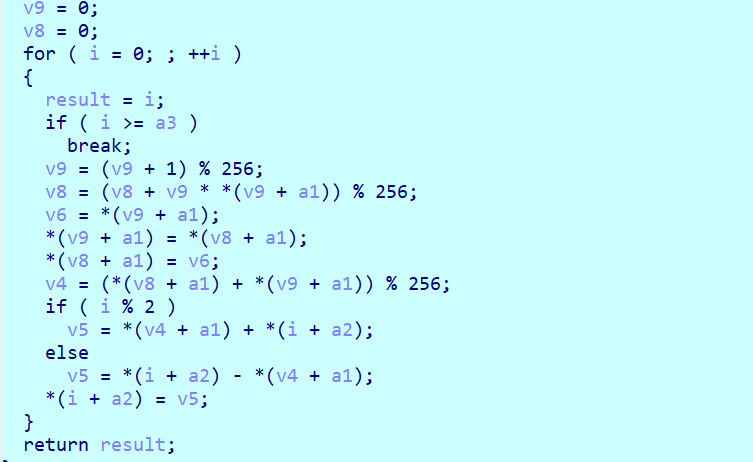 v9 = 0;
v8 = 0;
for ( i = 0; ; ++i )
{
result = i;
if ( i >= a3 )
break;
v9 = (v9 + 1) % 256;
v8 = (v8 + v9 * *(v9 + a1)) % 256;
v6 = *(v9 + a1);
*(v9 + a1) = *(v8 + a1);
*(v8 + a1) = v6;
v4 = (*(v8 + a1) + *(v9 + a1)) % 256;
if ( i % 2 )
v5 = *(v4 + a1) + *(i + a2);
else
v5 = *(i + a2) - *(v4 + a1);
*(i + a2) = v5;
}
return result;